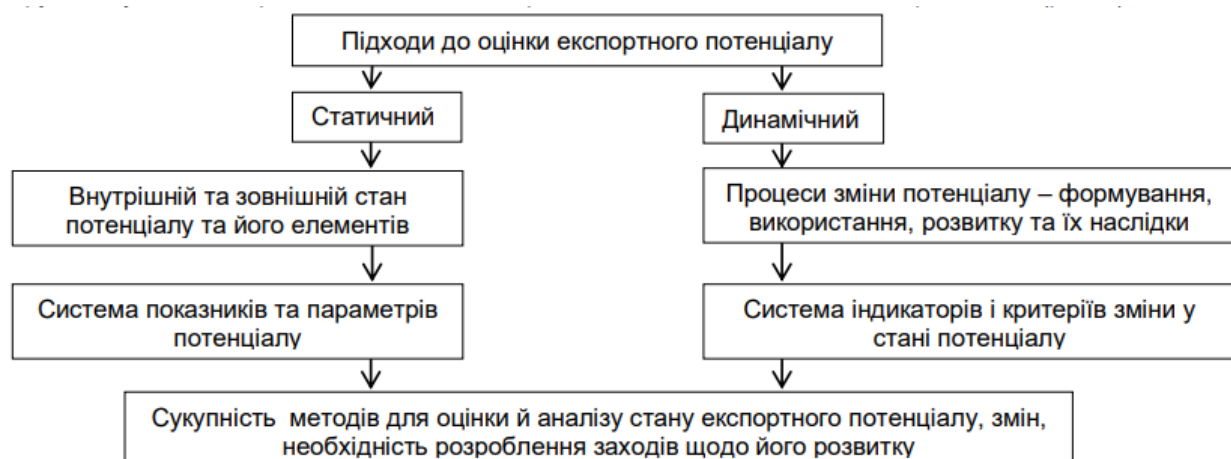 Підходи до оцінки експортного потенціалу
Статичний
Динамічний
Внутрішній та зовнішній стан
потенціалу та його елементів
Процеси зміни потенціалу – формування,
використання, розвитку та їх наслідки
Система показників та параметрів
потенціалу
Система індикаторів і критеріїв зміни у
стані потенціалу
Сукупність методів для оцінки й аналізу стану експортного потенціалу, змін,
необхідність розроблення заходів щодо його розвитку